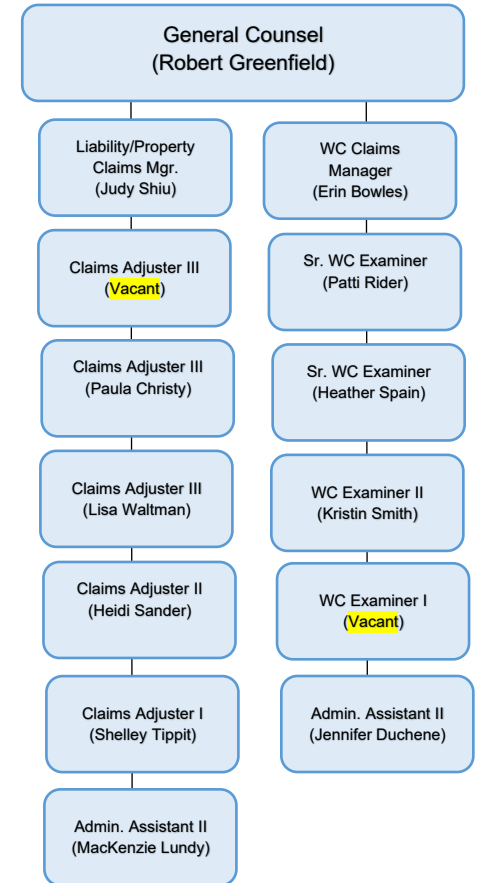 General Counsel
(Robert Greenfield)
Liability/Property
Claims Mgr.
(Judy Shiu)
Claims Adjuster III
(Vacant)
Claims Adjuster III
(Paula Christy)
Claims Adjuster III
(Lisa Waltman)
Claims Adjuster II
(Heidi Sander)
Claims Adjuster I
(Shelley Tippit)
Admin. Assistant II
(MacKenzie Lundy)
WC Claims
Manager
(Erin Bowles)
Sr. WC Examiner
(Patti Rider)
Sr. WC Examiner
(Heather Spain)
WC Examiner II
(Kristin Smith)
WC Examiner I
(Vacant)
Admin. Assistant II
(Jennifer Duchene)